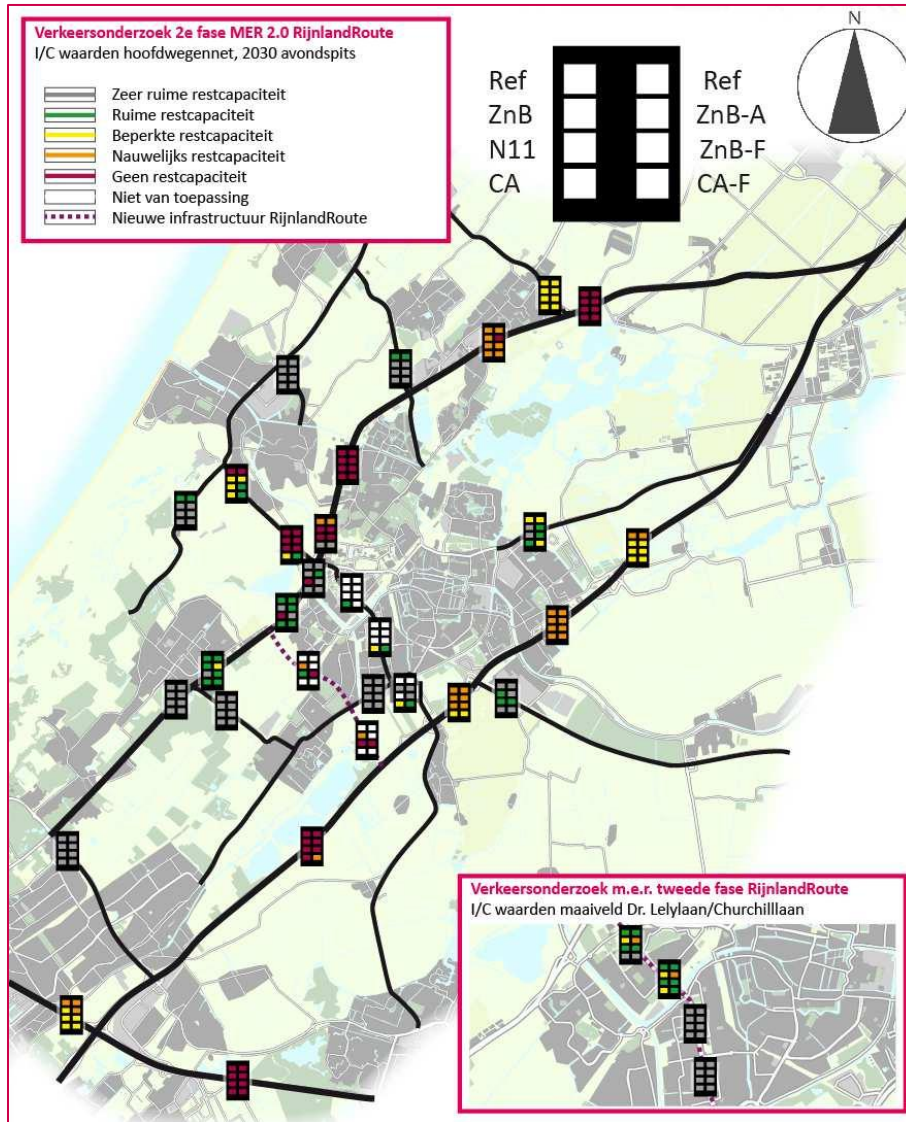 Verkeersonderzoek 2e fase MER 2.0 RijnlandRoute
I/C waarden hoofdwegennet, 2030 avondspits
Zeer ruime restcapaciteit
Ruime restcapaciteit
Beperkte restcapaciteit
Nauwelijks restcapaciteit
Geen restcapaciteit
Niet van toepassing
Nieuwe infrastructuur RijnlandRoute
Ref Ref
ZnB ZnB-A
N11 ZnB-F
CA CA-F
N
Verkeersonderzoek m.e.r. tweede fase RijnlandRoute
I/C waarden maaiveld Dr. Lelylaan/Churchilllaan